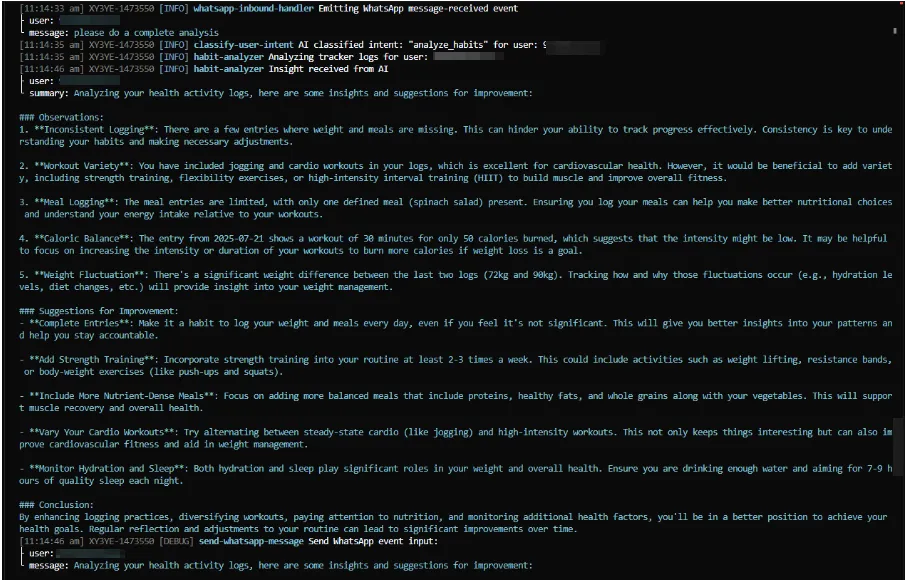 [11:14:33 am] XY3YE-1473550 [INFO] whatsapp-inbound-handler Emitting WhatsApp message-received event
user:
message: please do a complete analysis
[11:14:35 am] XY3YE-1473550 [INFO] classify-user-intent AI classified intent: "analyze_habits" for user: 9
[11:14:35 am] XY3YE-1473550 [INFO] habit-analyzer Analyzing tracker logs for user:
[11:14:46 am] XY3YE-1473550 [INFO] habit-analyzer Insight received from AI
user:
summary: Analyzing your health activity logs, here are some insights and suggestions for improvement:
### Observations:
1. **Inconsistent Logging**: There are a few entries where weight and meals are missing. This can hinder your ability to track progress effectively. Consistency is key to unde
rstanding your habits and making necessary adjustments.
2. **Workout Variety**: You have included jogging and cardio workouts in your logs, which is excellent for cardiovascular health. However, it would be beneficial to add variet
y, including strength training, flexibility exercises, or high-intensity interval training (HIIT) to build muscle and improve overall fitness.
3. **Meal Logging**: The meal entries are limited, with only one defined meal (spinach salad) present. Ensuring you log your meals can help you make better nutritional choices
and understand your energy intake relative to your workouts.
4. **Caloric Balance**: The entry from 2025-07-21 shows a workout of 30 minutes for only 50 calories burned, which suggests that the intensity might be low. It may be helpful
to focus on increasing the intensity or duration of your workouts to burn more calories if weight loss is a goal.
5. **Weight Fluctuation**: There's a significant weight difference between the last two logs (72kg and 90kg). Tracking how and why those fluctuations occur (e.g., hydration le
vels, diet changes, etc.) will provide insight into your weight management.
### Suggestions for Improvement:
- **Complete Entries**: Make it a habit to log your weight and meals every day, even if you feel it's not significant. This will give you better insights into your patterns an
d help you stay accountable.
- **Add Strength Training**: Incorporate strength training into your routine at least 2-3 times a week. This could include activities such as weight lifting, resistance bands,
or body-weight exercises (like push-ups and squats).
- **Include More Nutrient-Dense Meals**: Focus on adding more balanced meals that include proteins, healthy fats, and whole grains along with your vegetables. This will suppor
t muscle recovery and overall health.
- **Vary Your Cardio Workouts**: Try alternating between steady-state cardio (like jogging) and high-intensity workouts. This not only keeps things interesting but can also im
prove cardiovascular fitness and aid in weight management.
- **Monitor Hydration and Sleep**: Both hydration and sleep play significant roles in your weight and overall health. Ensure you are drinking enough water and aiming for 7-9 h
ours of quality sleep each night.
### Conclusion:
By enhancing logging practices, diversifying workouts, paying attention to nutrition, and monitoring additional health factors, you'll be in a better position to achieve your
health goals. Regular reflection and adjustments to your routine can lead to significant improvements over time.
[11:14:46 am] XY3YE-1473550 [DEBUG] send-whatsapp-message Send WhatsApp event input:
user:
message: Analyzing your health activity logs, here are some insights and suggestions for improvement: